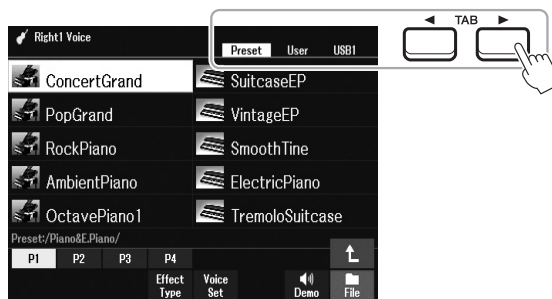 ◄ TAB ►
Right1 Voice
Preset User USB1
ConcertGrand SuitcaseEP
PopGrand VintageEP
RockPiano SmoothTine
AmbientPiano ElectricPiano
OctavePiano1 TremoloSuitcase
Preset:/Piano&E.Piano/
P1 P2 P3 P4
Effect Type Voice Set Demo File